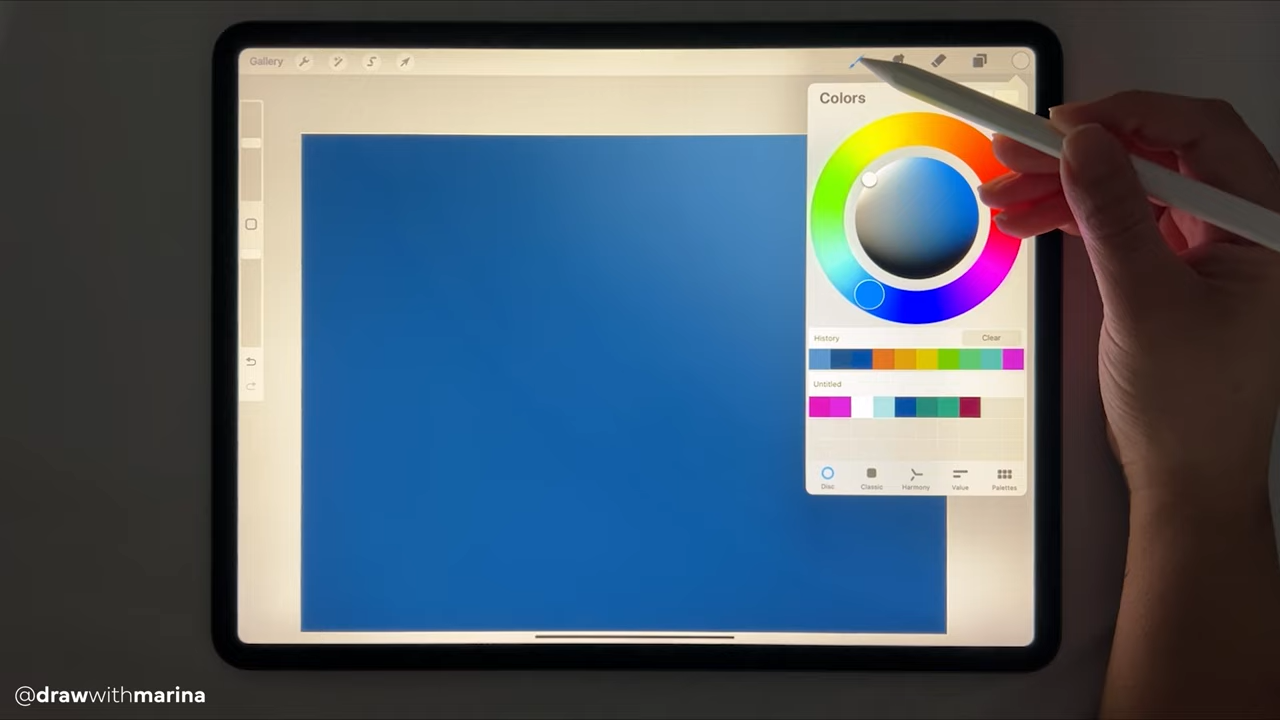 Gallery
Colors
History
Clear
Untitled
Disc
Classic
Harmony
Value
Palettes
@drawwithmarina